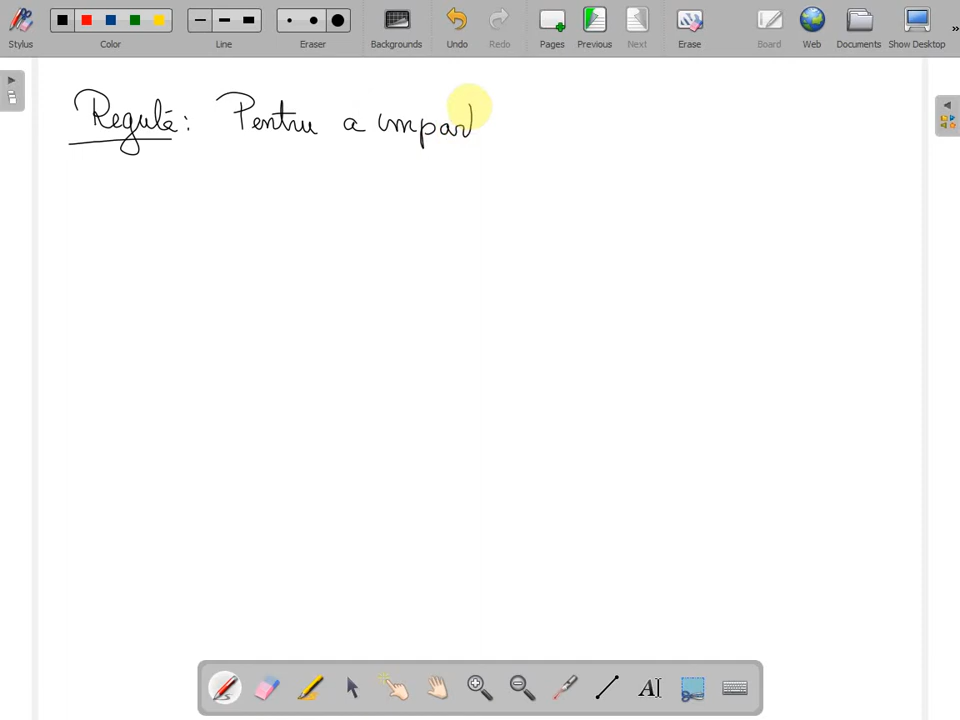 Stylus Color Line Eraser Backgrounds Undo Redo Pages Previous Next Erase Board Web Documents Show Desktop »
Regulă: Pentru a impar